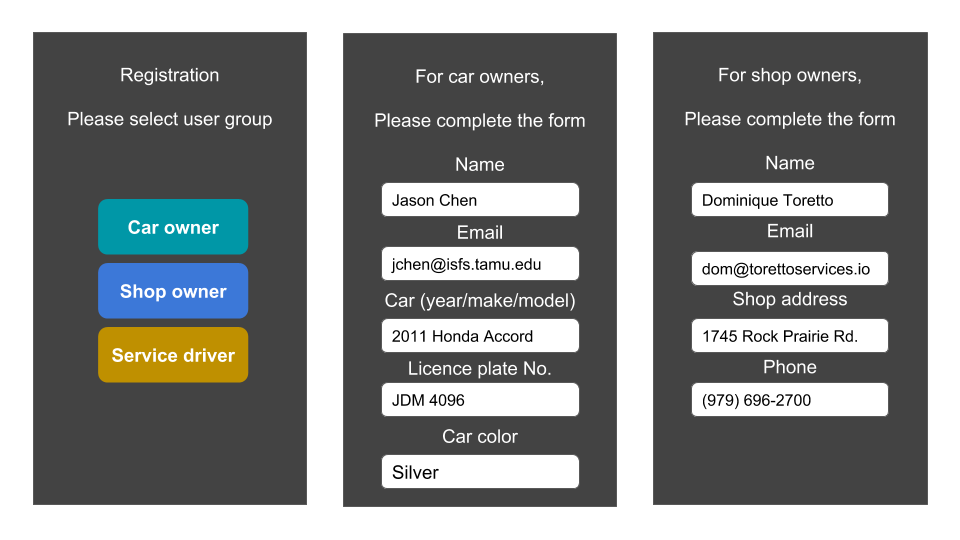 Registration
Please select user group
Car owner
Shop owner
Service driver
For car owners,
Please complete the form
Name
Jason Chen
Email
jchen@isfs.tamu.edu
Car (year/make/model)
2011 Honda Accord
Licence plate No.
JDM 4096
Car color
Silver
For shop owners,
Please complete the form
Name
Dominique Toretto
Email
dom@torettoservices.io
Shop address
1745 Rock Prairie Rd.
Phone
(979) 696-2700